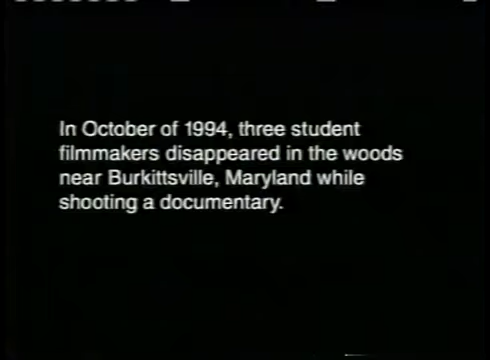 In October of 1994, three student
filmmakers disappeared in the woods
near Burkittsville, Maryland while
shooting a documentary.